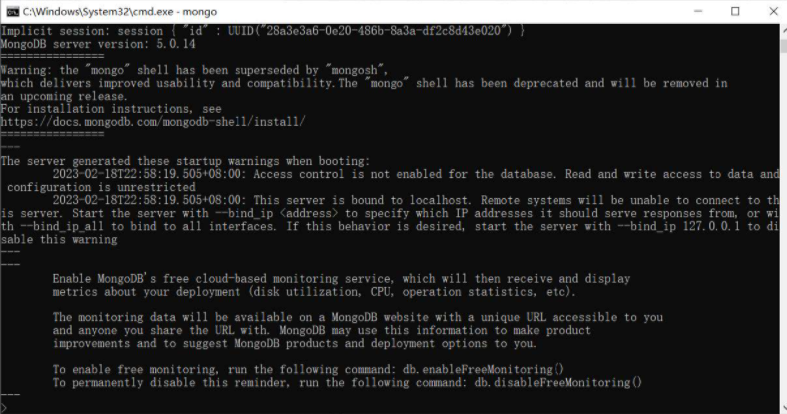 C:\Windows\System32\cmd.exe - mongo
Implicit session: session { "id" : UUID("28a3e3a6-0e20-486b-8a3a-df2c8d43e020") }
MongoDB server version: 5.0.14
================
Warning: the "mongo" shell has been superseded by "mongosh",
which delivers improved usability and compatibility.The "mongo" shell has been deprecated and will be removed in
an upcoming release.
For installation instructions, see
https://docs.mongodb.com/mongodb-shell/install/
================
---
The server generated these startup warnings when booting:
2023-02-18T22:58:19.505+08:00: Access control is not enabled for the database. Read and write access to data and
configuration is unrestricted
2023-02-18T22:58:19.505+08:00: This server is bound to localhost. Remote systems will be unable to connect to th
is server. Start the server with --bind_ip <address> to specify which IP addresses it should serve responses from, or wi
th --bind_ip_all to bind to all interfaces. If this behavior is desired, start the server with --bind_ip 127.0.0.1 to di
sable this warning
---
---
Enable MongoDB's free cloud-based monitoring service, which will then receive and display
metrics about your deployment (disk utilization, CPU, operation statistics, etc).
The monitoring data will be available on a MongoDB website with a unique URL accessible to you
and anyone you share the URL with. MongoDB may use this information to make product
improvements and to suggest MongoDB products and deployment options to you.
To enable free monitoring, run the following command: db.enableFreeMonitoring()
To permanently disable this reminder, run the following command: db.disableFreeMonitoring()
---
>